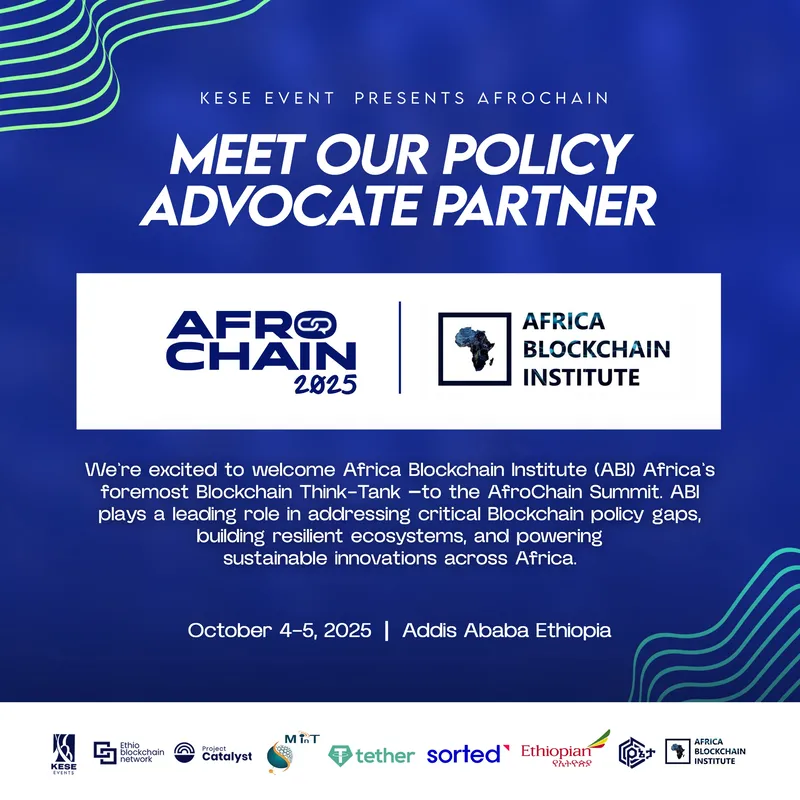 KESE EVENT PRESENTS AFROCHAIN
MEET OUR POLICY
ADVOCATE PARTNER
AFRO
CHAIN
2025
AFRICA
BLOCKCHAIN
INSTITUTE
We're excited to welcome Africa Blockchain Institute (ABI) Africa's
foremost Blockchain Think-Tank —to the AfroChain Summit. ABI
plays a leading role in addressing critical Blockchain policy gaps,
building resilient ecosystems, and powering
sustainable innovations across Africa.
October 4-5, 2025 | Addis Ababa Ethiopia
KESE
EVENTS
Ethio
blockchain
network
Project
Catalyst
MinT
tether
sorted
Ethiopian
የኢትዮጵያ
AFRICA
BLOCKCHAIN
INSTITUTE